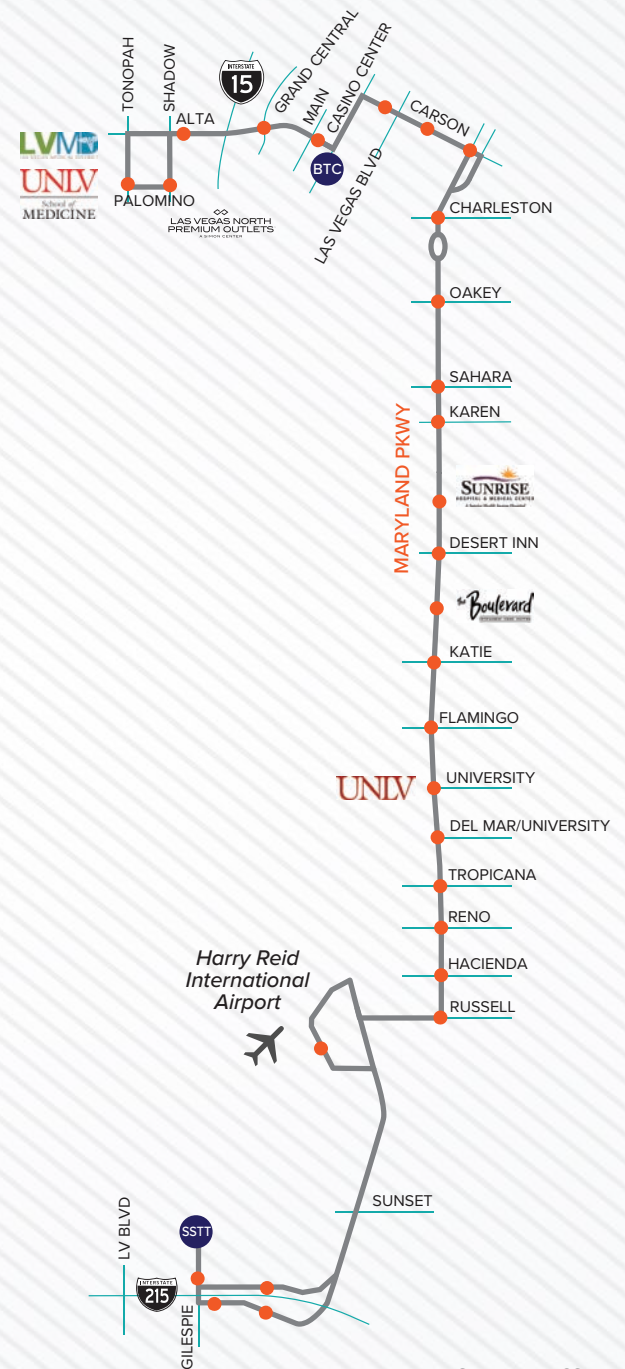 TONOPAH
SHADOW
ALTA
INTERSTATE
15
GRAND CENTRAL
MAIN
CASINO CENTER
CARSON
LVMD
UNLV
School of
MEDICINE
PALOMINO
BTC
LAS VEGAS BLVD
LAS VEGAS NORTH
PREMIUM OUTLETS
A SIMON CENTER
CHARLESTON
OAKEY
SAHARA
KAREN
MARYLAND PKWY
SUNRISE
HOSPITAL & MEDICAL CENTER
DESERT INN
the Boulevard
KATIE
FLAMINGO
UNLV
UNIVERSITY
DEL MAR/UNIVERSITY
TROPICANA
RENO
HACIENDA
RUSSELL
Harry Reid
International
Airport
SUNSET
LV BLVD
SSTT
INTERSTATE
215
GILESPIE